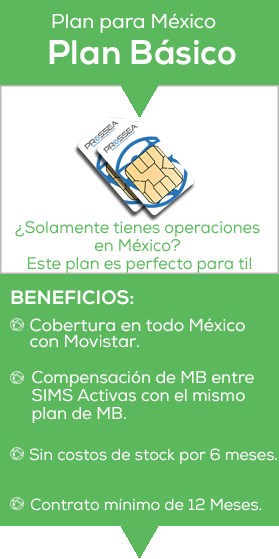 Plan para México
Plan Básico
PROSSEA
PROSSEA
¿Solamente tienes operaciones
en México?
Este plan es perfecto para ti!
BENEFICIOS:
Cobertura en todo México
con Movistar.
Compensación de MB entre
SIMS Activas con el mismo
plan de MB.
Sin costos de stock por 6 meses.
Contrato mínimo de 12 Meses.